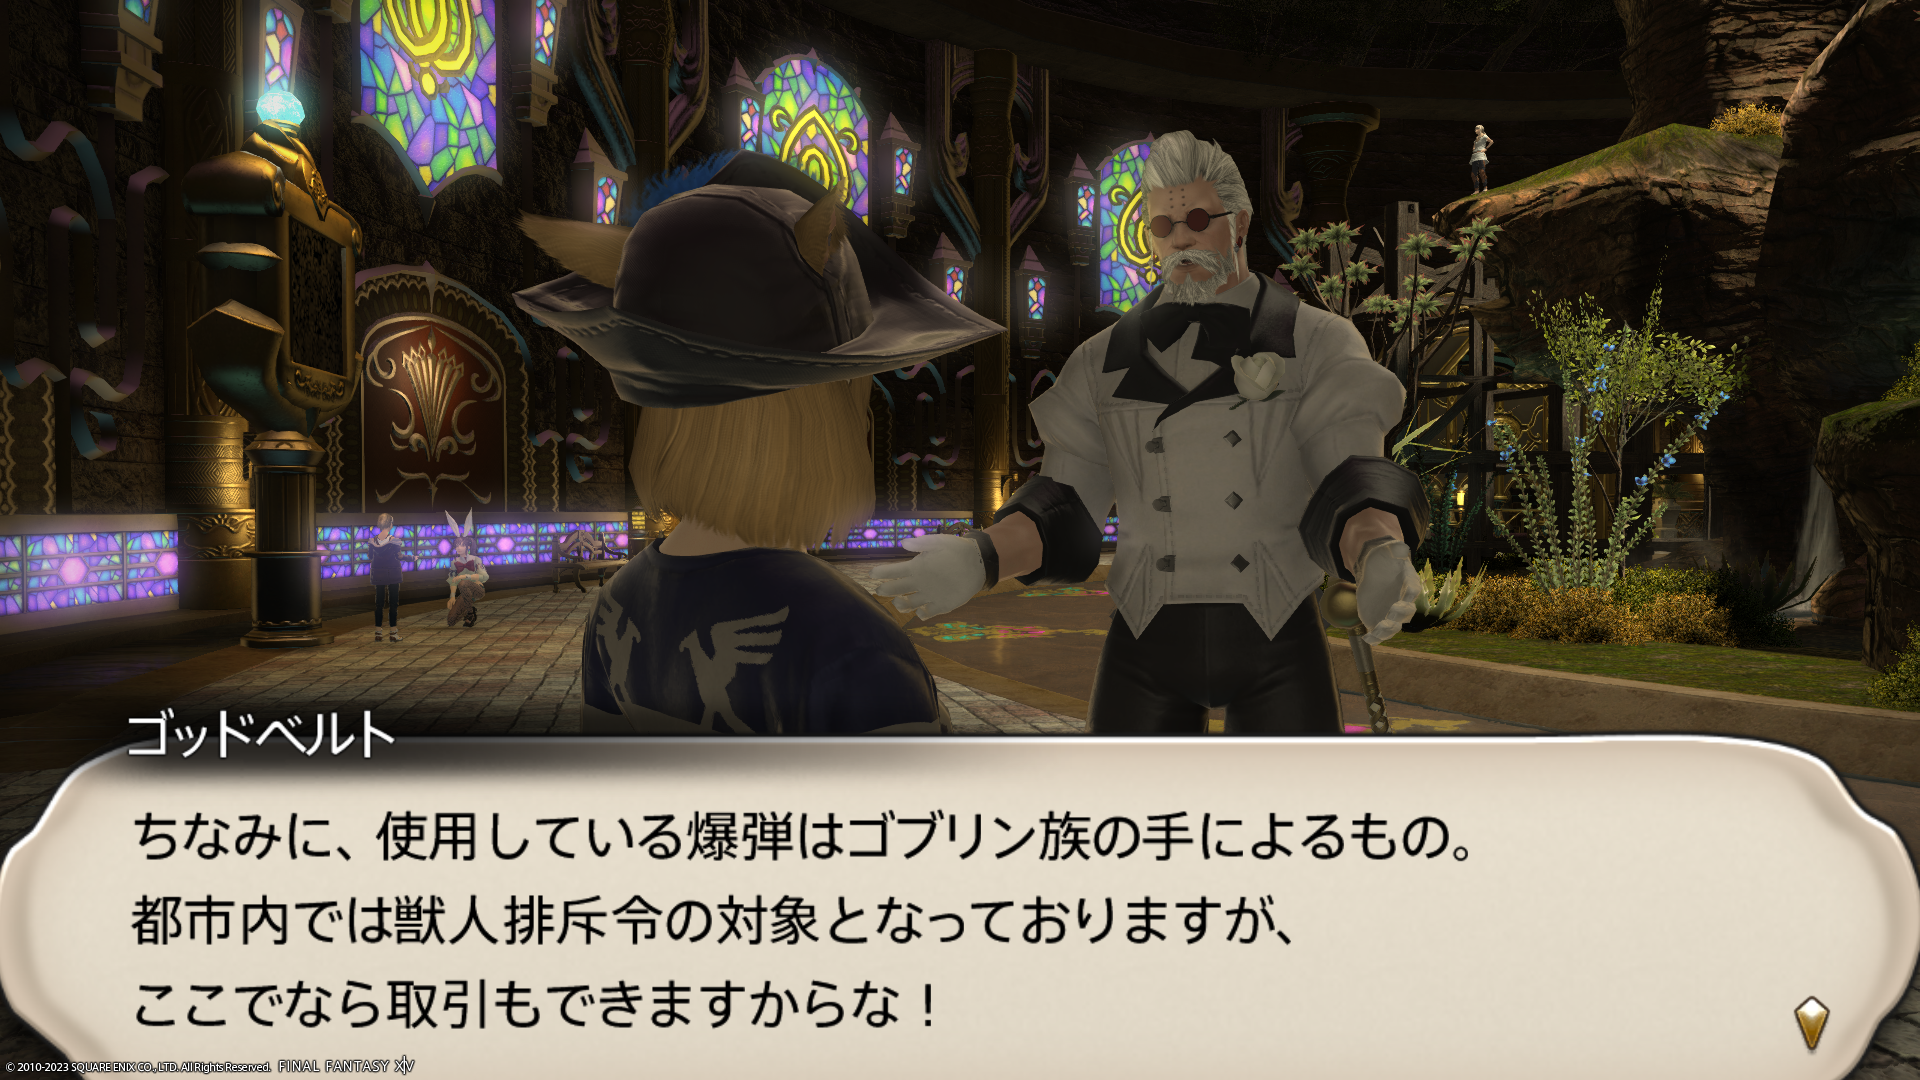 ゴッドベルト
ちなみに、使用している爆弾はゴブリン族の手によるもの。
都市内では獣人排斥令の対象となっておりますが、
ここでなら取引もできますからな！
© 2010-2023 SQUARE ENIX CO., LTD. All Rights Reserved. FINAL FANTASY XIV